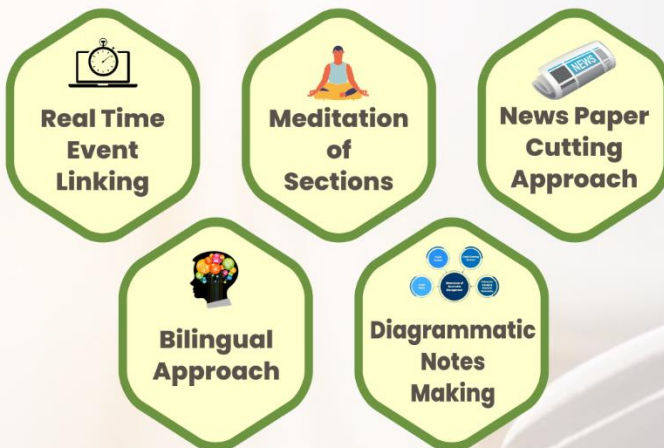 Real Time
Event
Linking
Meditation
of
Sections
NEWS
News Paper
Cutting
Approach
Bilingual
Approach
Diagrammatic
Notes
Making